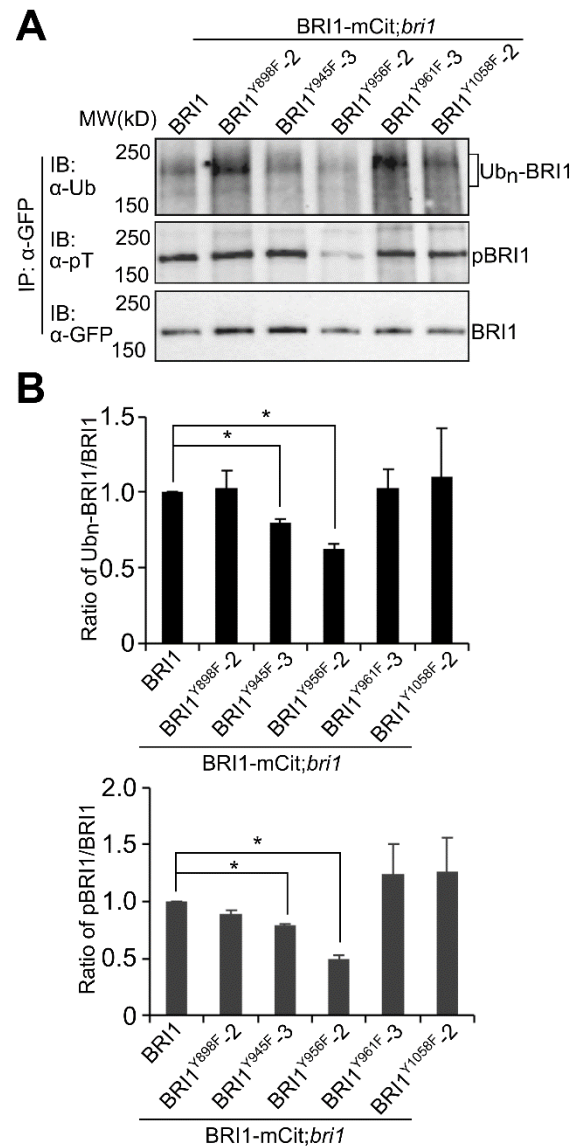 A
BRI1-mCit;bri1
MW(kD)
BRI1
BRI1Y898F-2
BRI1Y945F-3
BRI1Y956F-2
BRI1Y961F-3
BRI1Y1058F-2
IP: α-GFP
IB:
α-Ub
250
150
Ubn-BRI1
IB:
α-pT
250
150
pBRI1
IB:
α-GFP
250
150
BRI1
B
Ratio of Ubn-BRI1/BRI1
1.5
1.0
0.5
0
*
*
BRI1
BRI1Y898F-2
BRI1Y945F-3
BRI1Y956F-2
BRI1Y961F-3
BRI1Y1058F-2
BRI1-mCit;bri1
Ratio of pBRI1/BRI1
2.0
1.5
1.0
0.5
0
*
*
BRI1
BRI1Y898F-2
BRI1Y945F-3
BRI1Y956F-2
BRI1Y961F-3
BRI1Y1058F-2
BRI1-mCit;bri1